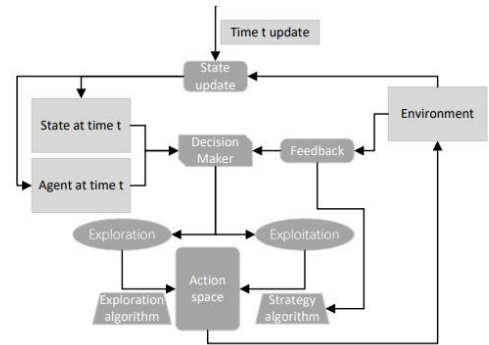 Time t update
State
update
Environment
State at time t
Decision
Maker
Feedback
Agent at time t
Exploration
Exploitation
Action
space
Exploration
algorithm
Strategy
algorithm